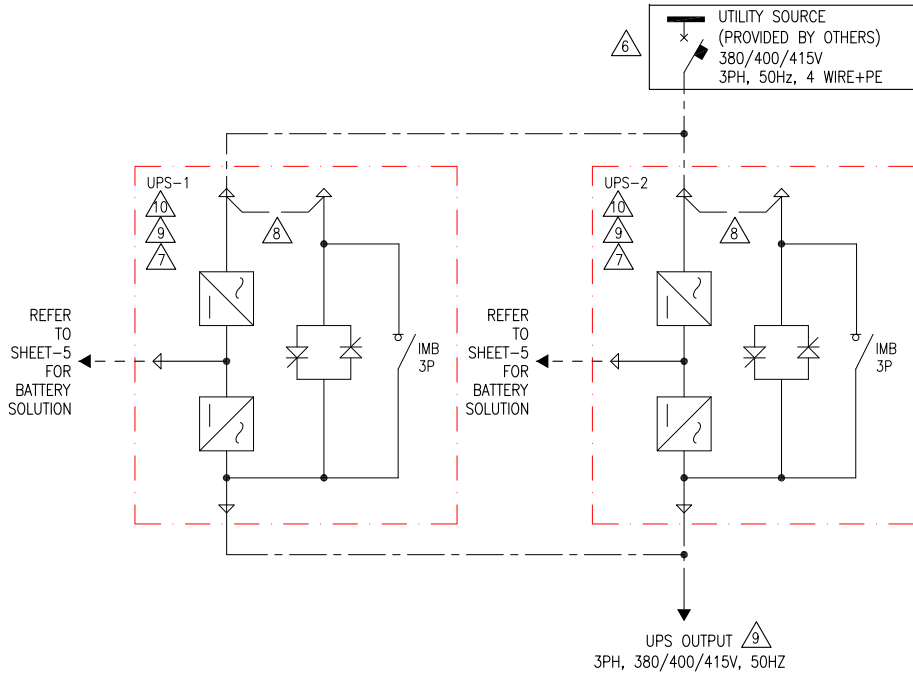 UTILITY SOURCE
(PROVIDED BY OTHERS)
380/400/415V
3PH, 50Hz, 4 WIRE+PE
6
UPS-1
10
9
7
8
IMB
3P
REFER
TO
SHEET-5
FOR
BATTERY
SOLUTION
UPS-2
10
9
7
8
IMB
3P
REFER
TO
SHEET-5
FOR
BATTERY
SOLUTION
UPS OUTPUT 9
3PH, 380/400/415V, 50HZ